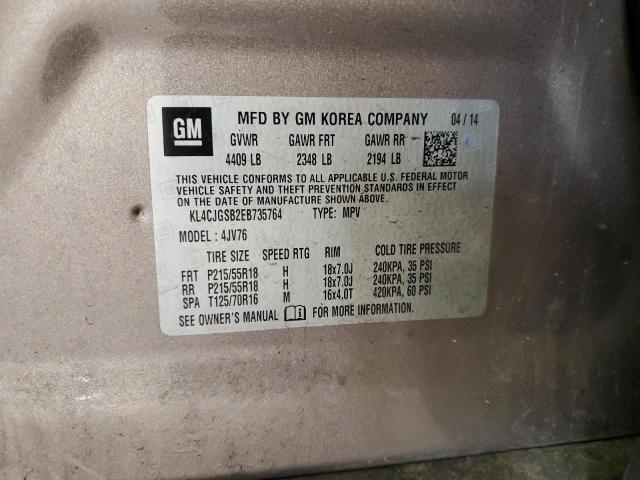 GM
MFD BY GM KOREA COMPANY 04 / 14
GVWR GAWR FRT GAWR RR
4409 LB 2348 LB 2194 LB
THIS VEHICLE CONFORMS TO ALL APPLICABLE U.S. FEDERAL MOTOR
VEHICLE SAFETY AND THEFT PREVENTION STANDARDS IN EFFECT
ON THE DATE OF MANUFACTURE SHOWN ABOVE.
KL4CJGSB2EB735764 TYPE: MPV
MODEL : 4JV76
TIRE SIZE SPEED RTG RIM COLD TIRE PRESSURE
FRT P215/55R18 H 18x7.0J 240KPA, 35 PSI
RR P215/55R18 H 18x7.0J 240KPA, 35 PSI
SPA T125/70R16 M 16x4.0T 420KPA, 60 PSI
SEE OWNER'S MANUAL FOR MORE INFORMATION.